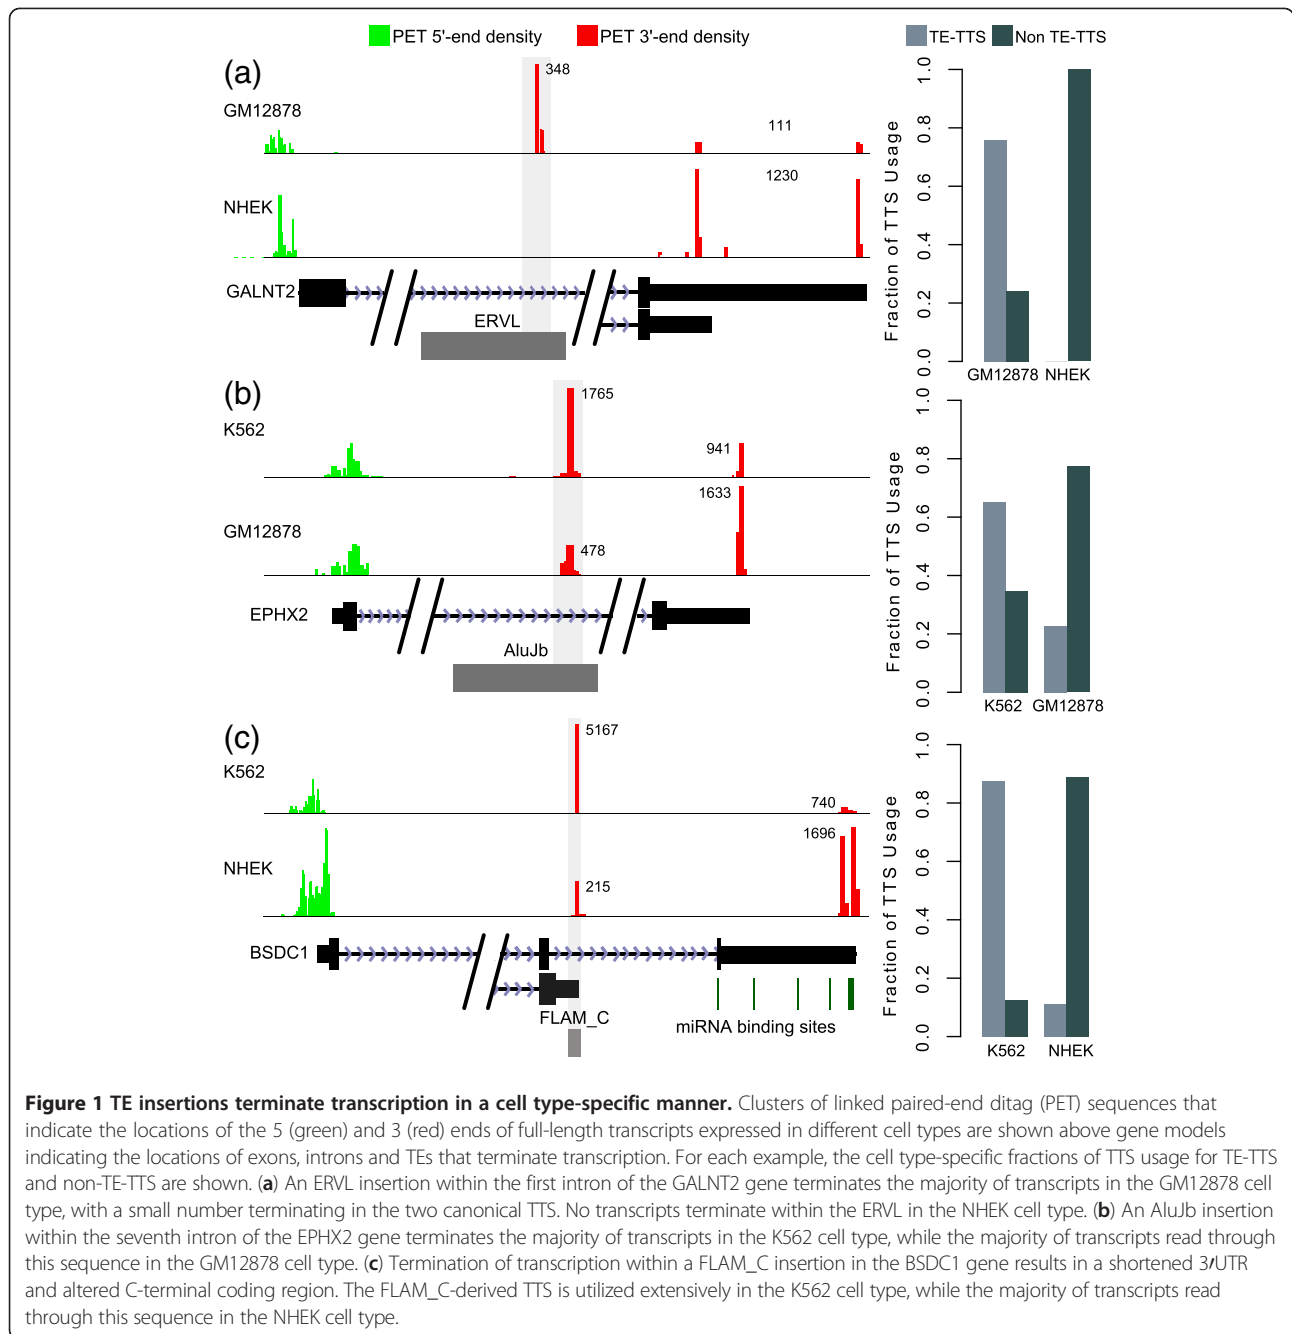 PET 5'-end density PET 3'-end density TE-TTS Non TE-TTS
(a)
GM12878
348
111
NHEK
1230
GALNT2
ERVL
Fraction of TTS Usage
0.0 0.2 0.4 0.6 0.8 1.0
GM12878 NHEK
(b)
K562
1765
941
GM12878
1633
478
EPHX2
AluJb
Fraction of TTS Usage
0.0 0.2 0.4 0.6 0.8 1.0
K562 GM12878
(c)
K562
5167
740
NHEK
1696
215
BSDC1
FLAM_C
miRNA binding sites
Fraction of TTS Usage
0.0 0.2 0.4 0.6 0.8 1.0
K562 NHEK
Figure 1 TE insertions terminate transcription in a cell type-specific manner. Clusters of linked paired-end ditag (PET) sequences that
indicate the locations of the 5 (green) and 3 (red) ends of full-length transcripts expressed in different cell types are shown above gene models
indicating the locations of exons, introns and TEs that terminate transcription. For each example, the cell type-specific fractions of TTS usage for TE-TTS
and non-TE-TTS are shown. (a) An ERVL insertion within the first intron of the GALNT2 gene terminates the majority of transcripts in the GM12878 cell
type, with a small number terminating in the two canonical TTS. No transcripts terminate within the ERVL in the NHEK cell type. (b) An AluJb insertion
within the seventh intron of the EPHX2 gene terminates the majority of transcripts in the K562 cell type, while the majority of transcripts read through
this sequence in the GM12878 cell type. (c) Termination of transcription within a FLAM_C insertion in the BSDC1 gene results in a shortened 3′UTR
and altered C-terminal coding region. The FLAM_C-derived TTS is utilized extensively in the K562 cell type, while the majority of transcripts read
through this sequence in the NHEK cell type.